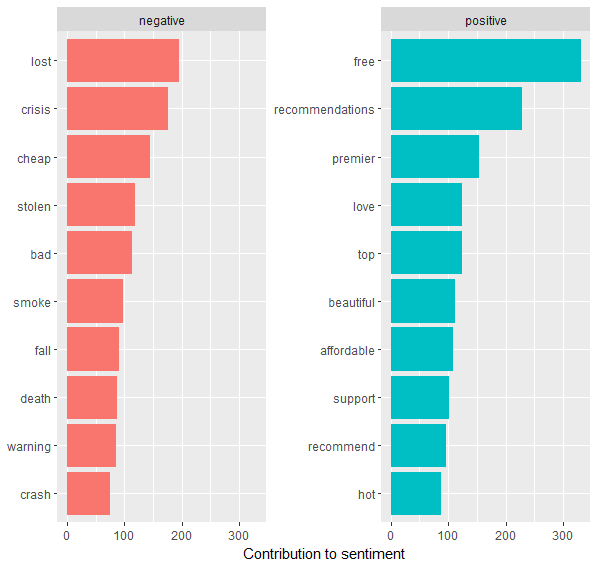 negative
lost
crisis
cheap
stolen
bad
smoke
fall
death
warning
crash
0 100 200 300
positive
free
recommendations
premier
love
top
beautiful
affordable
support
recommend
hot
0 100 200 300
Contribution to sentiment